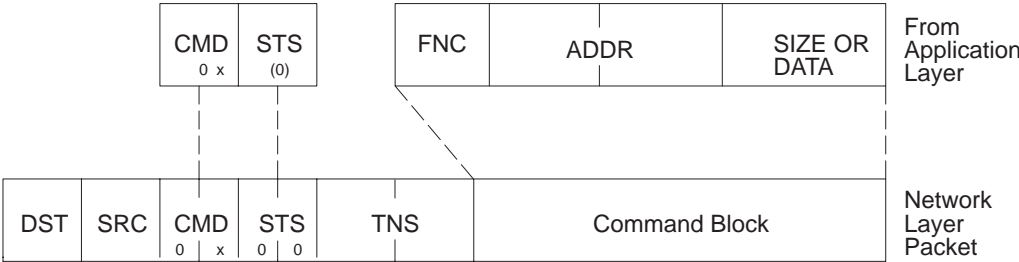 CMD STS FNC ADDR SIZE OR DATA From Application Layer
0 x (0)
DST SRC CMD STS TNS Command Block Network Layer Packet
0 x 0 0